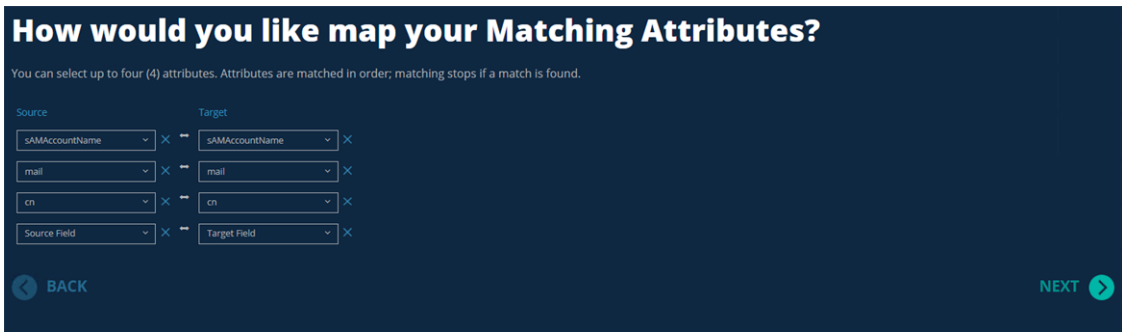 How would you like map your Matching Attributes?
You can select up to four (4) attributes. Attributes are matched in order; matching stops if a match is found.
Source Target
sAMAccountName sAMAccountName
mail mail
cn cn
Source Field Target Field
BACK NEXT